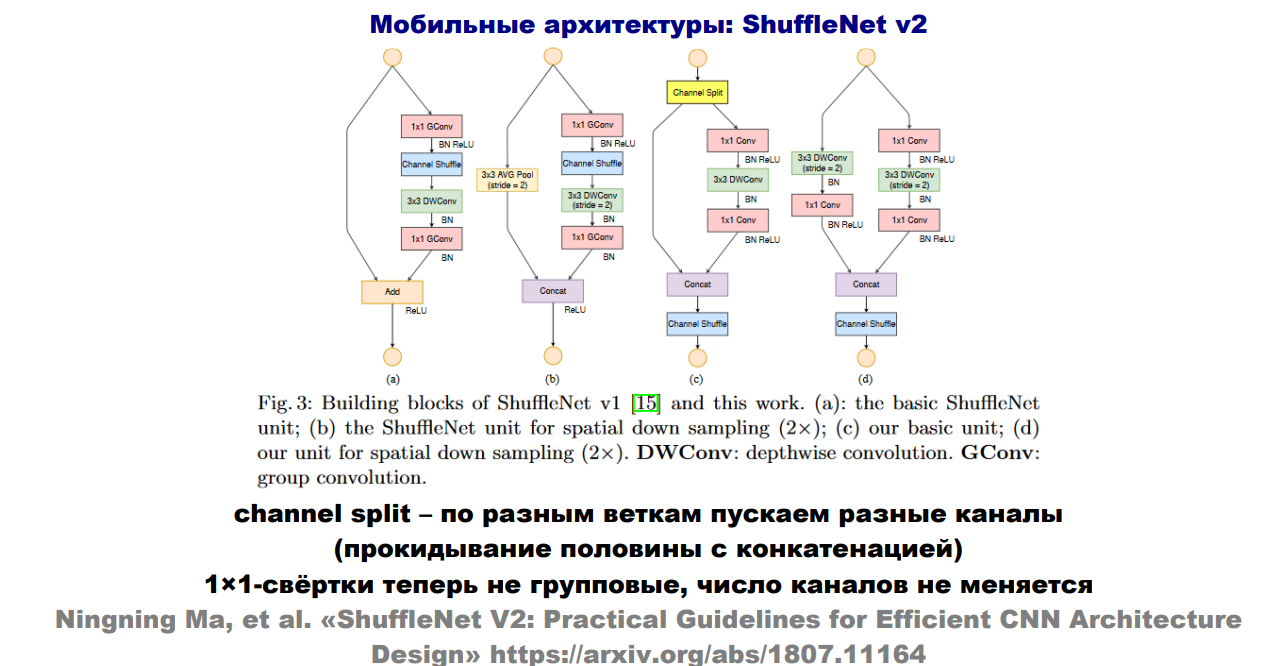 Мобильные архитектуры: ShuffleNet v2
1x1 GConv
BN ReLU
Channel Shuffle
3x3 DWConv
BN
1x1 GConv
BN
Add
ReLU
(a)
3x3 AVG Pool
(stride = 2)
1x1 GConv
BN ReLU
Channel Shuffle
3x3 DWConv
(stride = 2)
BN
1x1 GConv
BN
Concat
ReLU
(b)
Channel Split
1x1 Conv
BN ReLU
3x3 DWConv
BN
1x1 Conv
BN ReLU
Concat
Channel Shuffle
(c)
3x3 DWConv
(stride = 2)
BN
1x1 Conv
BN ReLU
1x1 Conv
BN ReLU
3x3 DWConv
(stride = 2)
BN
1x1 Conv
BN ReLU
Concat
Channel Shuffle
(d)
Fig. 3: Building blocks of ShuffleNet v1 [15] and this work. (a): the basic ShuffleNet
unit; (b) the ShuffleNet unit for spatial down sampling (2×); (c) our basic unit; (d)
our unit for spatial down sampling (2×). DWConv: depthwise convolution. GConv:
group convolution.
channel split – по разным веткам пускаем разные каналы
(прокидывание половины с конкатенацией)
1×1-свёртки теперь не групповые, число каналов не меняется
Ningning Ma, et al. «ShuffleNet V2: Practical Guidelines for Efficient CNN Architecture
Design» https://arxiv.org/abs/1807.11164